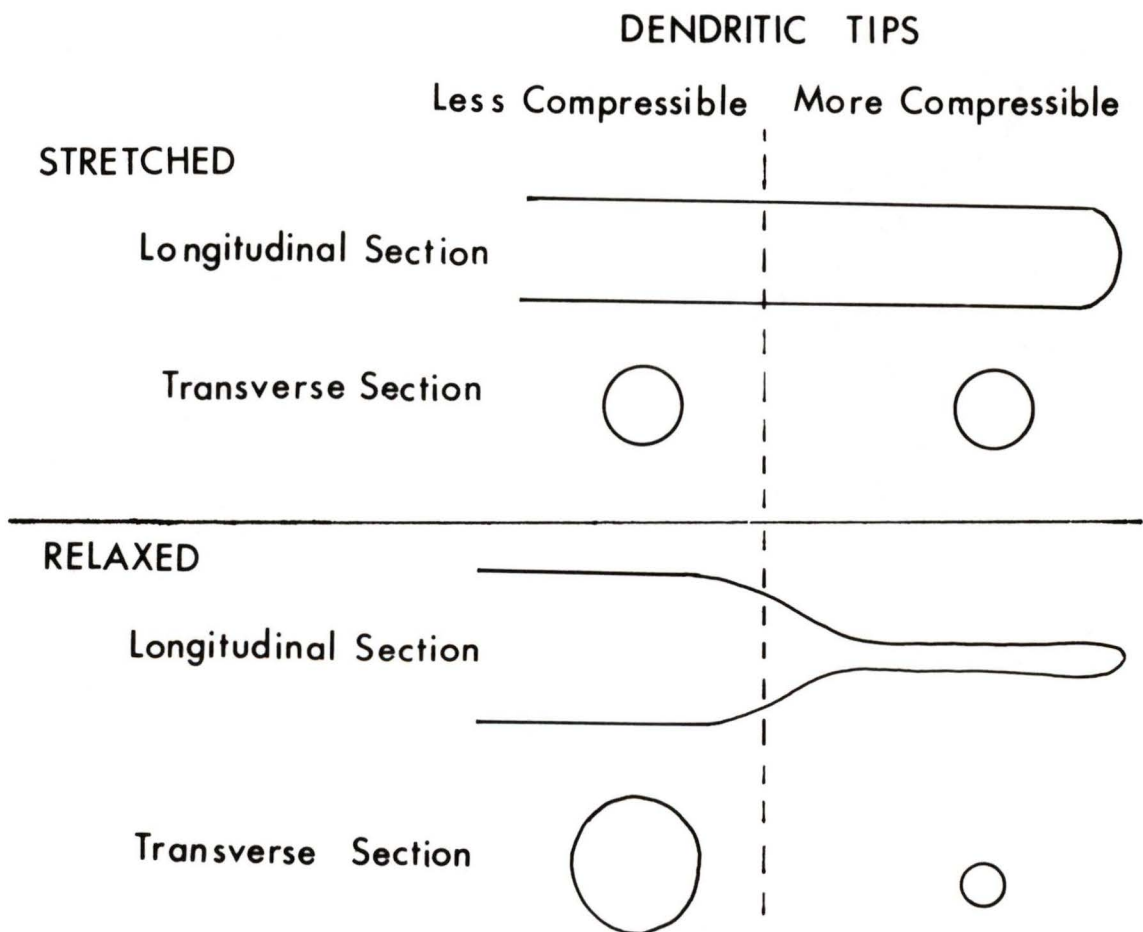 DENDRITIC TIPS
Less Compressible More Compressible
STRETCHED
Longitudinal Section
Transverse Section
RELAXED
Longitudinal Section
Transverse Section